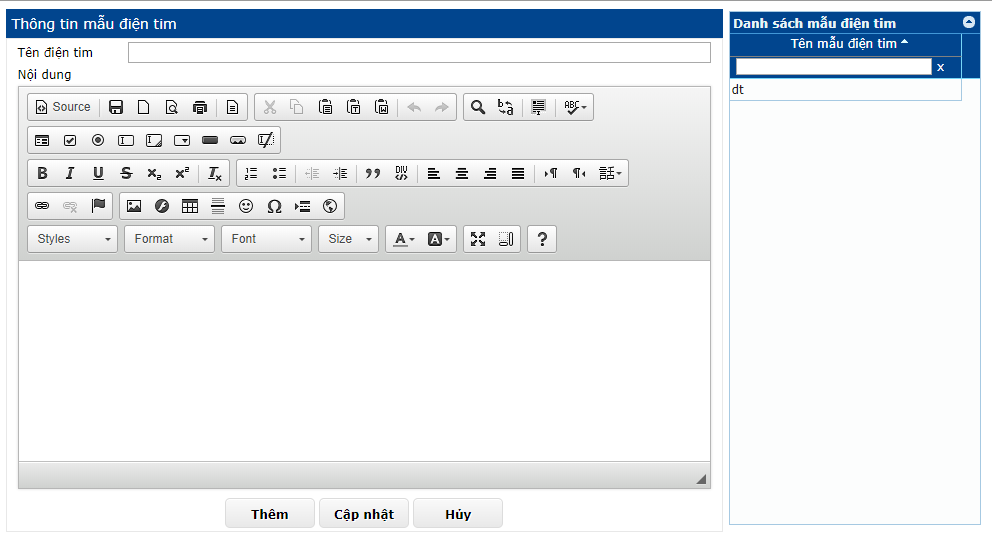 Thông tin mẫu điện tim
Tên điện tim
Nội dung
Source
Styles
Format
Font
Size
Thêm
Cập nhật
Hủy
Danh sách mẫu điện tim
Tên mẫu điện tim
x
dt